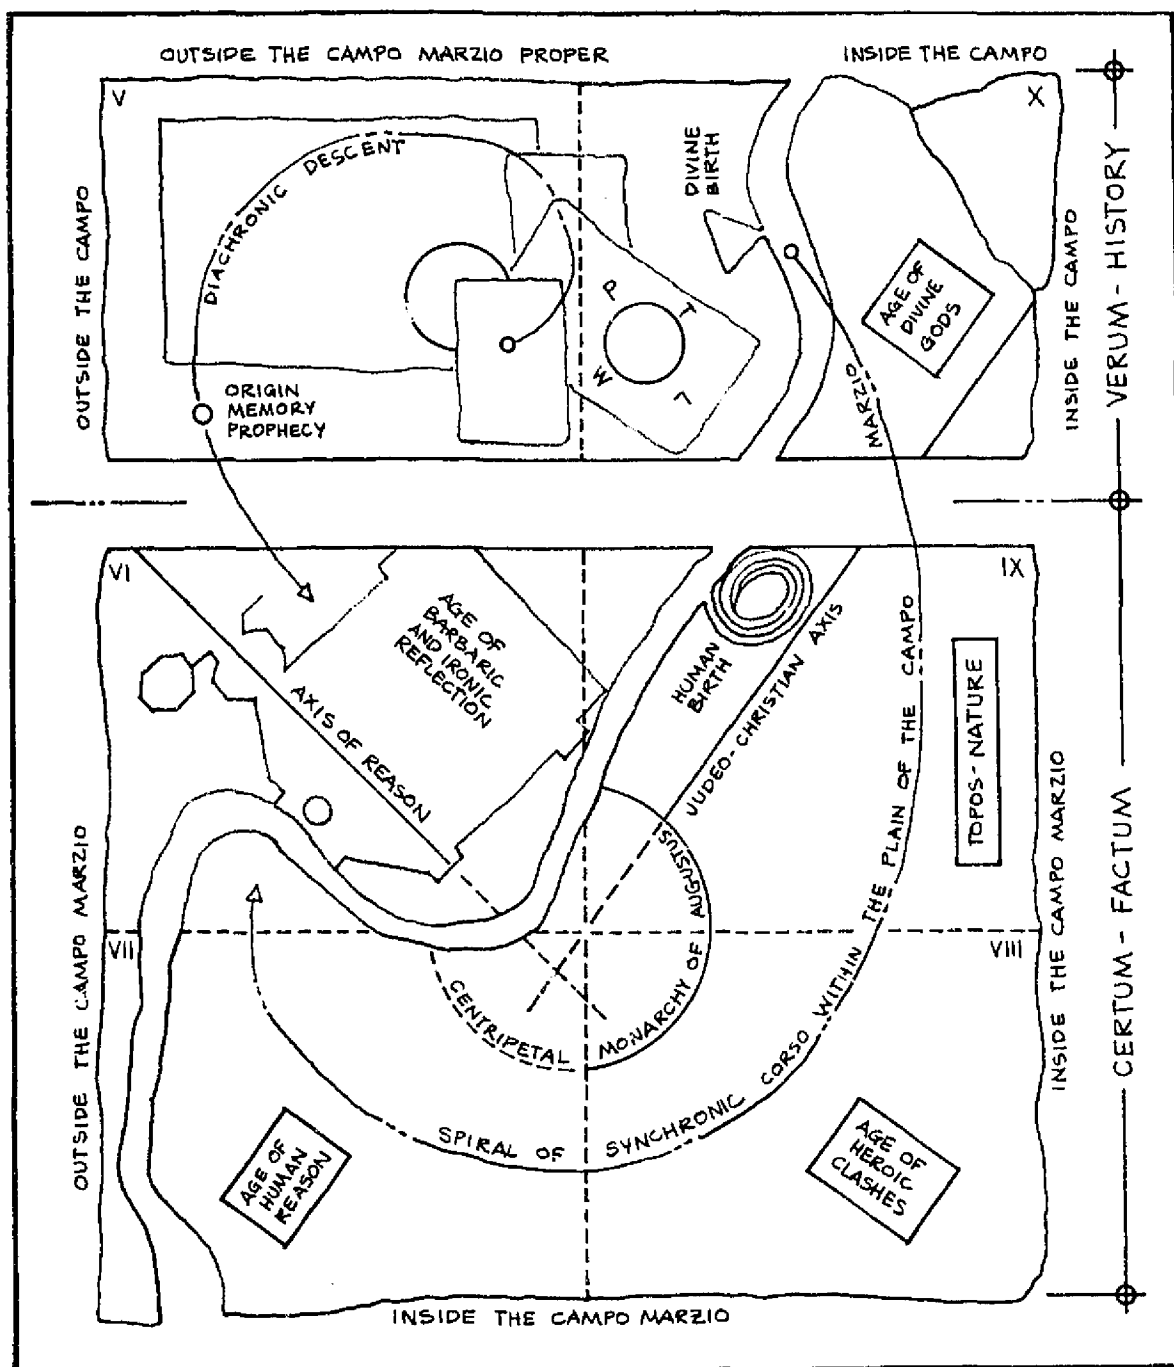 OUTSIDE THE CAMPO MARZIO PROPER
INSIDE THE CAMPO
V
X
OUTSIDE THE CAMPO
DIACHRONIC DESCENT
DIVINE
BIRTH
P
T
W
L
AGE OF
DIVINE
GODS
INSIDE THE CAMPO
VERUM - HISTORY
ORIGIN
MEMORY
PROPHECY
VI
IX
AGE OF
BARBARIC
AND IRONIC
REFLECTION
AXIS OF REASON
HUMAN
BIRTH
JUDEO-CHRISTIAN AXIS
TOPOS-NATURE
OUTSIDE THE CAMPO MARZIO
INSIDE THE CAMPO MARZIO
CERTUM - FACTUM
VII
VIII
CENTRIPETAL MONARCHY OF AUGUSTUS
SPIRAL OF SYNCHRONIC CORSO WITHIN THE PLAIN OF THE CAMPO MARZIO
AGE OF
HUMAN
REASON
AGE OF
HEROIC
CLASHES
INSIDE THE CAMPO MARZIO